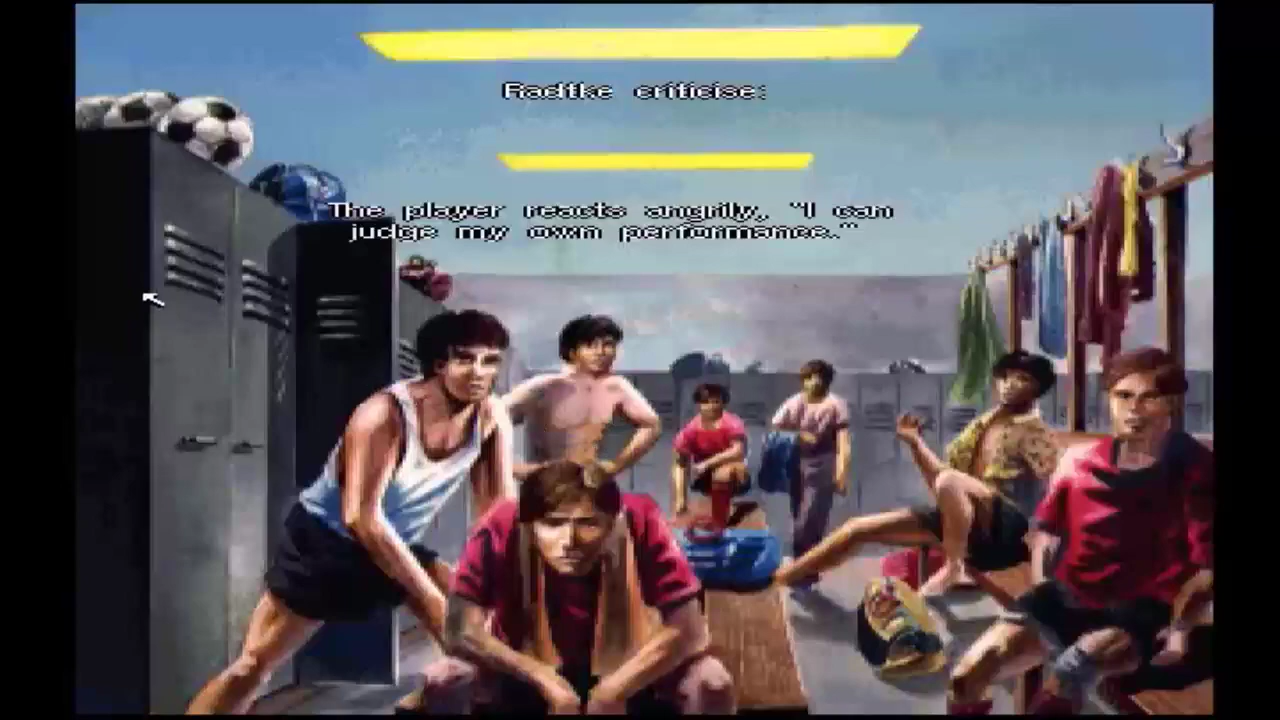 Radtke criticise:
The player reacts angrily, "I can
judge my own performance."